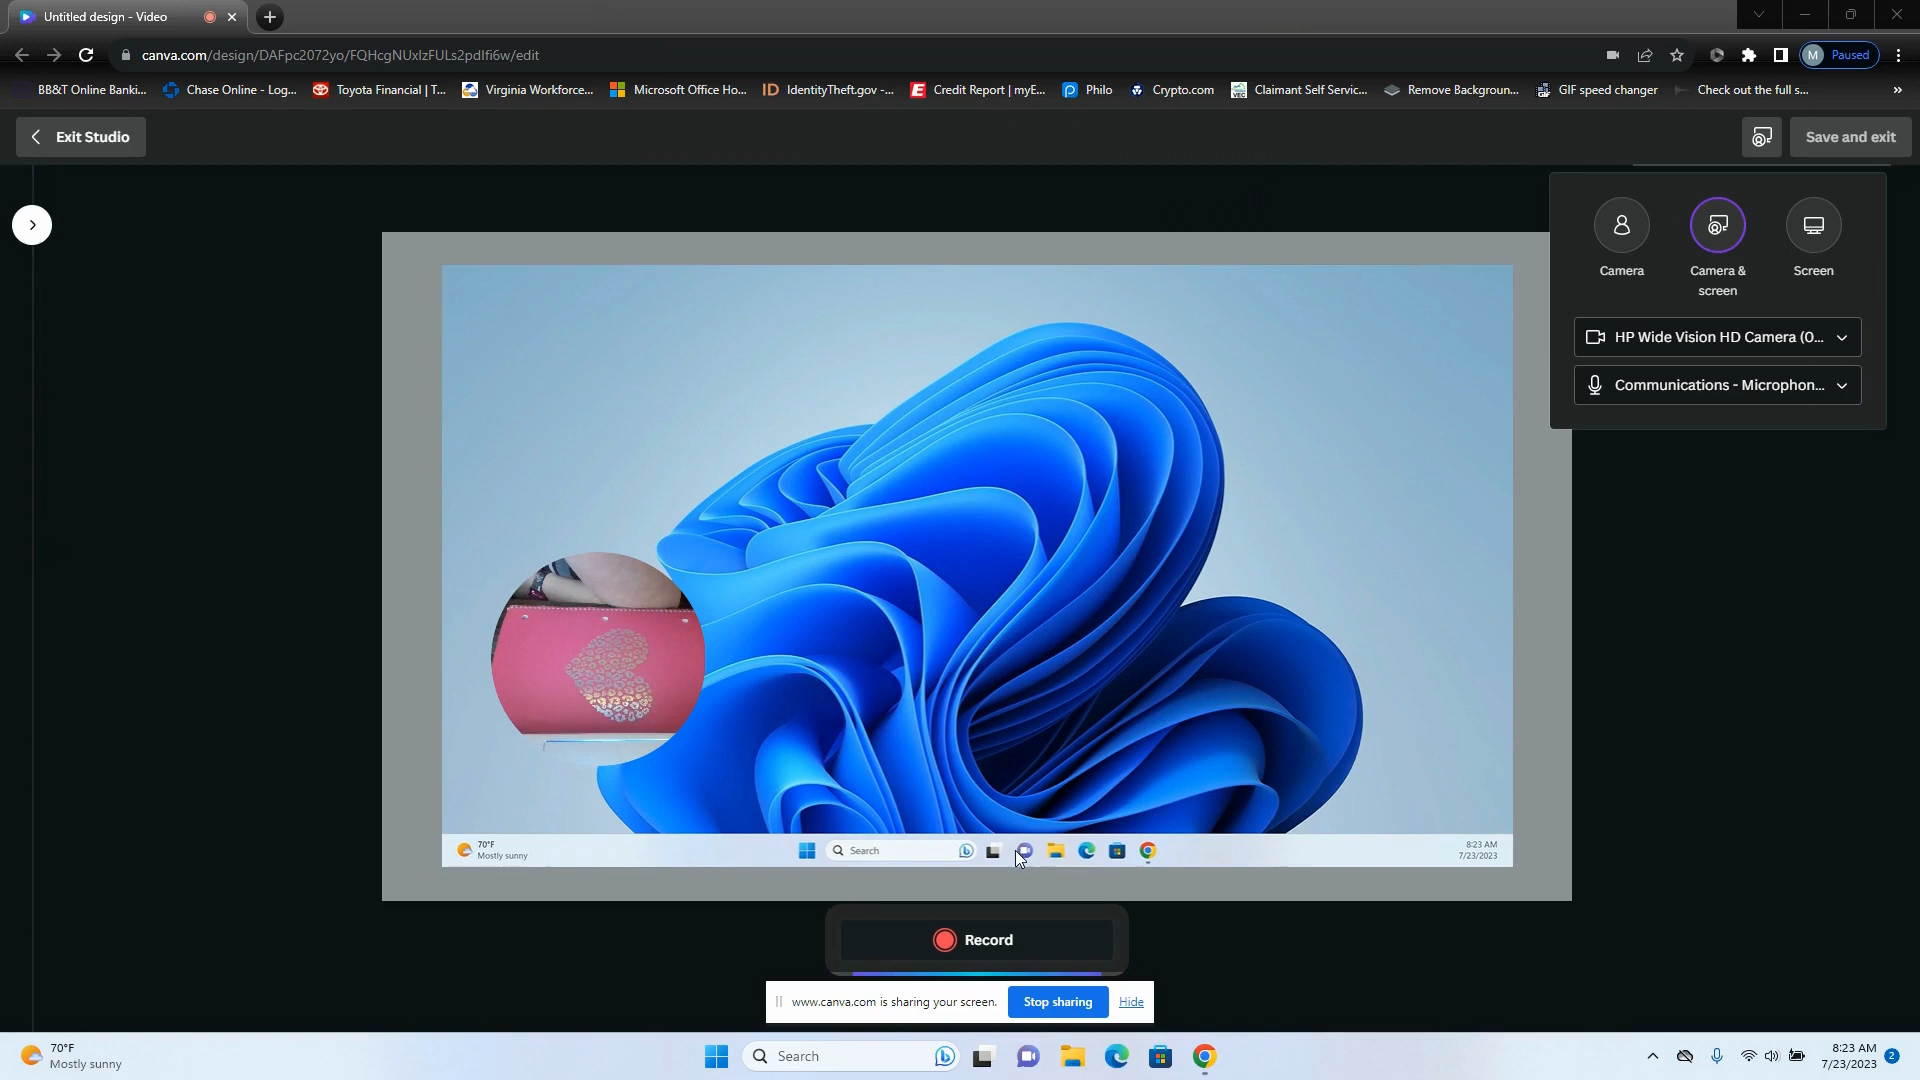 Untitled design - Video
canva.com/design/DAFpc2072yo/FQHcgNUxIzFULs2pdIfi6w/edit
M Paused
BB&T Online Banki... Chase Online - Log... Toyota Financial | T... Virginia Workforce... Microsoft Office Ho... ID IdentityTheft.gov -... E Credit Report | myE... Philo Crypto.com VEC Claimant Self Servic... Remove Backgroun... GIF speed changer Check out the full s... »
Exit Studio
Save and exit
Camera
Camera & screen
Screen
HP Wide Vision HD Camera (0...
Communications - Microphon...
70°F
Mostly sunny
Search
8:23 AM
7/23/2023
Record
www.canva.com is sharing your screen. Stop sharing Hide
70°F
Mostly sunny
Search
8:23 AM
7/23/2023
2